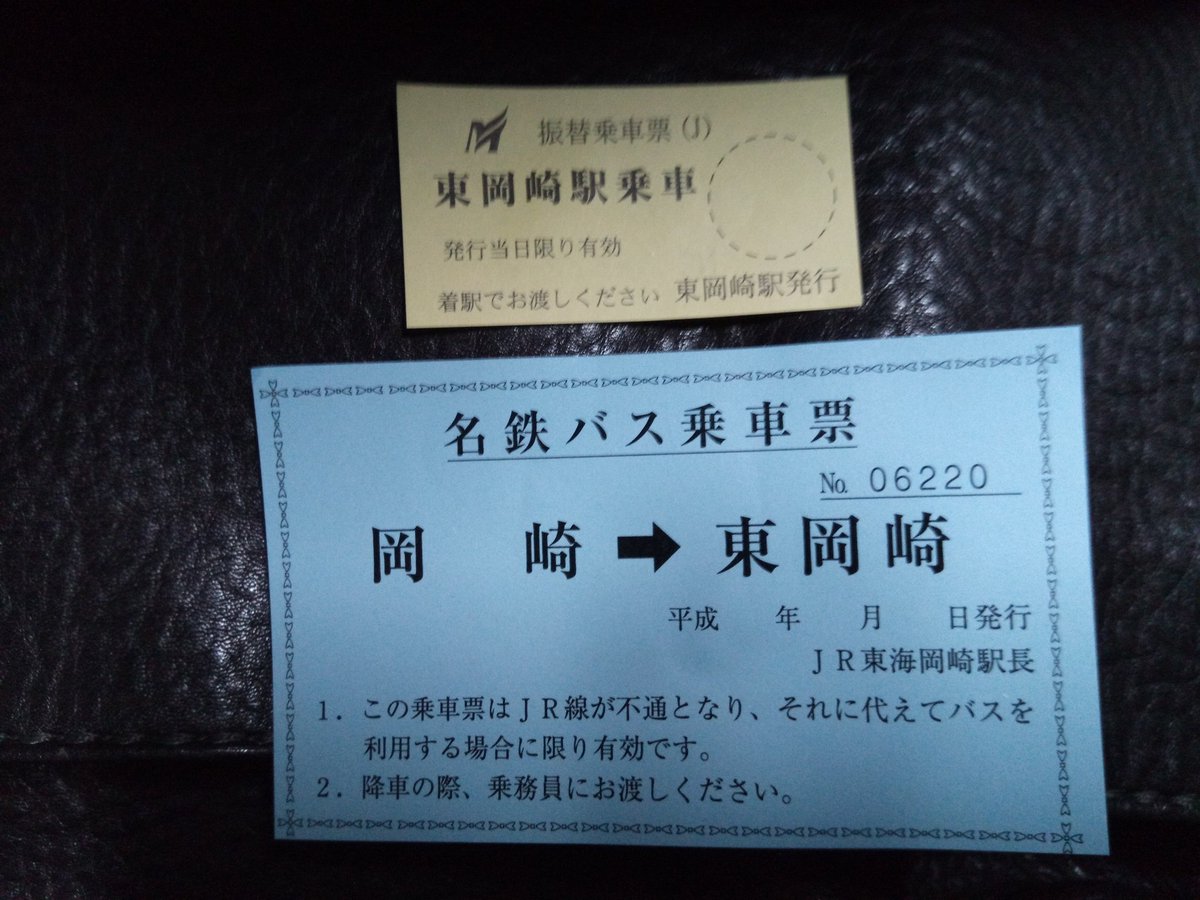 振替乗車票(J)
東岡崎駅乗車
発行当日限り有効
着駅でお渡しください 東岡崎駅発行
名鉄バス乗車票
No. 06220
岡崎➡東岡崎
平成 年 月 日発行
JR東海岡崎駅長
1.この乗車票はJR線が不通となり、それに代えてバスを
利用する場合に限り有効です。
2.降車の際、乗務員にお渡しください。